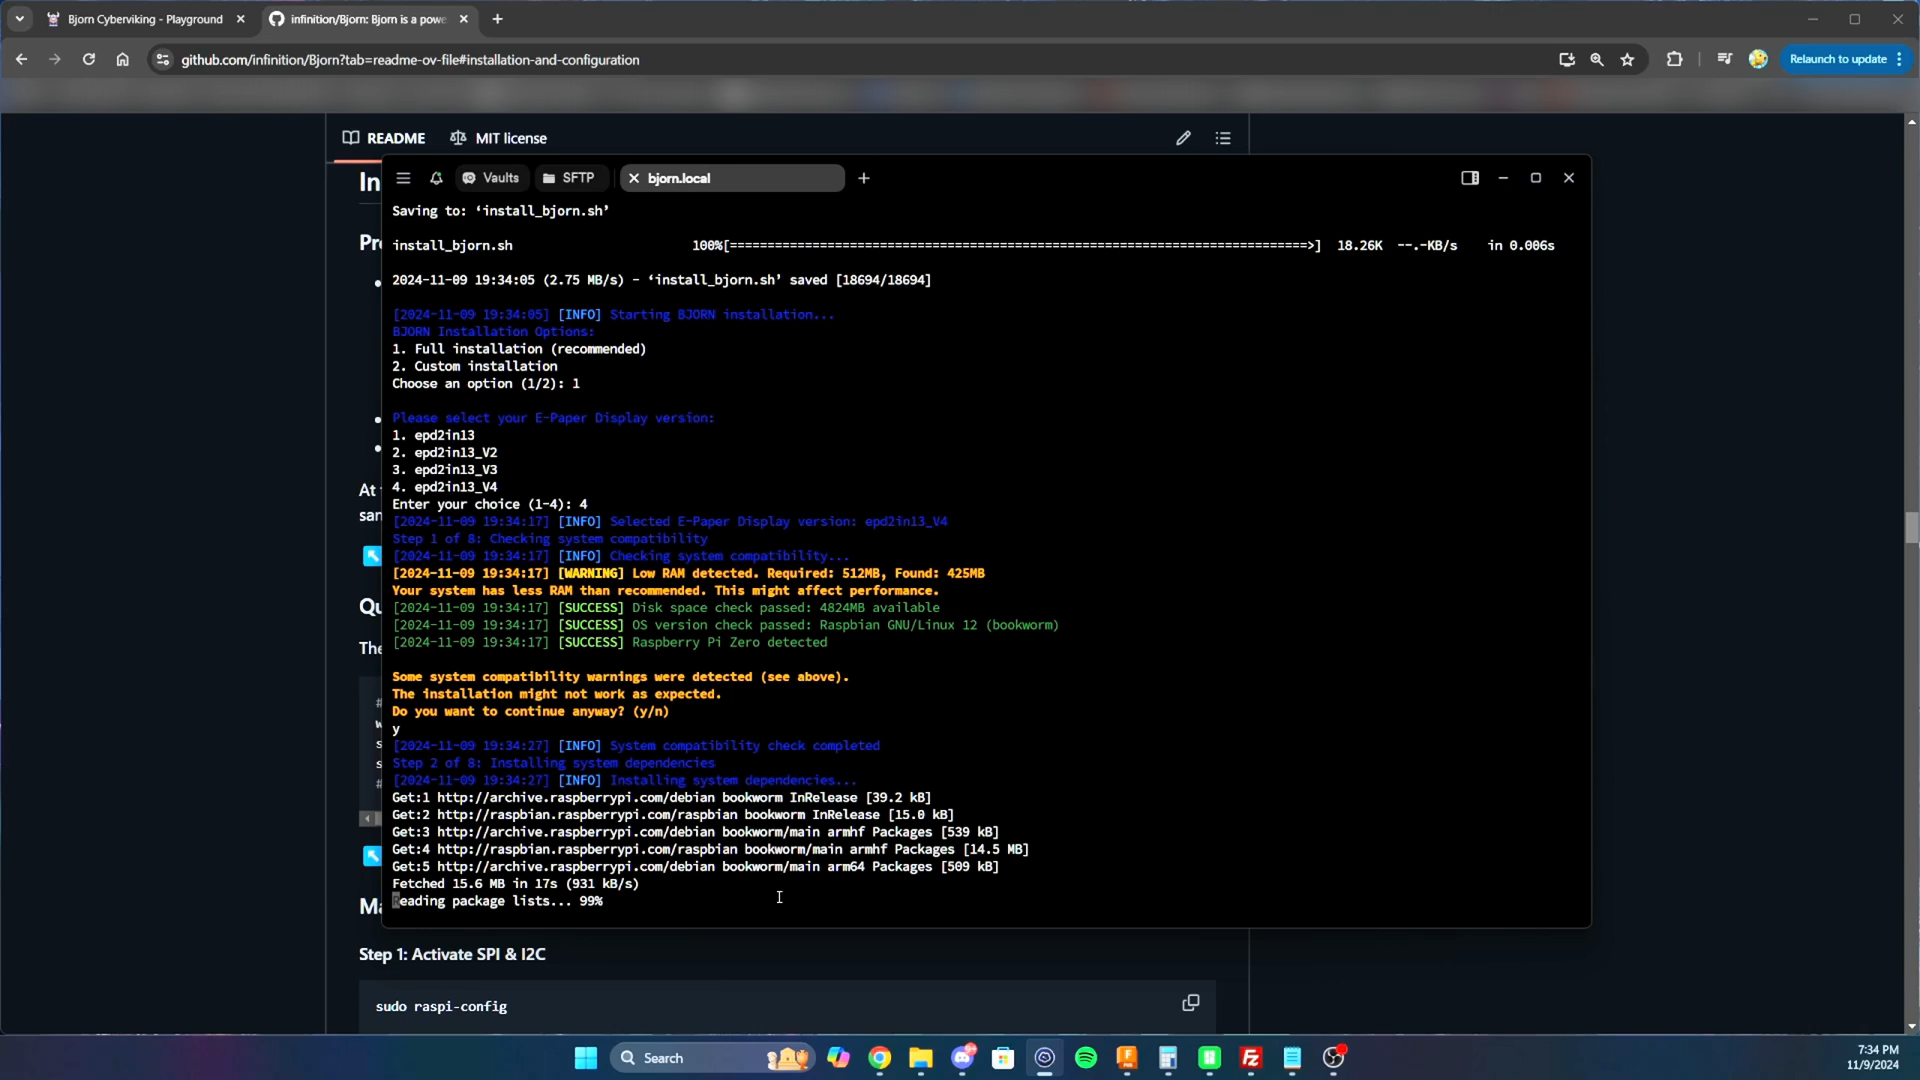 Bjorn Cyberviking - Playground
infinition/Bjorn: Bjorn is a powe
github.com/infinition/Bjorn?tab=readme-ov-file#installation-and-configuration
Relaunch to update
README
MIT license
In
Vaults
SFTP
bjorn.local
Saving to: ‘install_bjorn.sh’
install_bjorn.sh 100%[=============================================================================>] 18.26K --.-KB/s in 0.006s
2024-11-09 19:34:05 (2.75 MB/s) - ‘install_bjorn.sh’ saved [18694/18694]
[2024-11-09 19:34:05] [INFO] Starting BJORN installation...
BJORN Installation Options:
1. Full installation (recommended)
2. Custom installation
Choose an option (1/2): 1
Please select your E-Paper Display version:
1. epd2in13
2. epd2in13_V2
3. epd2in13_V3
4. epd2in13_V4
Enter your choice (1-4): 4
[2024-11-09 19:34:17] [INFO] Selected E-Paper Display version: epd2in13_V4
Step 1 of 8: Checking system compatibility
[2024-11-09 19:34:17] [INFO] Checking system compatibility...
[2024-11-09 19:34:17] [WARNING] Low RAM detected. Required: 512MB, Found: 425MB
Your system has less RAM than recommended. This might affect performance.
[2024-11-09 19:34:17] [SUCCESS] Disk space check passed: 4824MB available
[2024-11-09 19:34:17] [SUCCESS] OS version check passed: Raspbian GNU/Linux 12 (bookworm)
[2024-11-09 19:34:17] [SUCCESS] Raspberry Pi Zero detected
Some system compatibility warnings were detected (see above).
The installation might not work as expected.
Do you want to continue anyway? (y/n)
y
[2024-11-09 19:34:27] [INFO] System compatibility check completed
Step 2 of 8: Installing system dependencies
[2024-11-09 19:34:27] [INFO] Installing system dependencies...
Get:1 http://archive.raspberrypi.com/debian bookworm InRelease [39.2 kB]
Get:2 http://raspbian.raspberrypi.com/raspbian bookworm InRelease [15.0 kB]
Get:3 http://archive.raspberrypi.com/debian bookworm/main armhf Packages [539 kB]
Get:4 http://raspbian.raspberrypi.com/raspbian bookworm/main armhf Packages [14.5 MB]
Get:5 http://archive.raspberrypi.com/debian bookworm/main arm64 Packages [509 kB]
Fetched 15.6 MB in 17s (931 kB/s)
Reading package lists... 99%
Pre
At
san
Qu
The
Ma
Step 1: Activate SPI & I2C
sudo raspi-config
Search
7:34 PM
11/9/2024